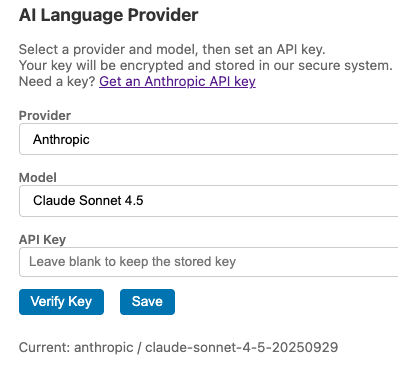 AI Language Provider
Select a provider and model, then set an API key.
Your key will be encrypted and stored in our secure system.
Need a key? Get an Anthropic API key
Provider
Anthropic
Model
Claude Sonnet 4.5
API Key
Leave blank to keep the stored key
Verify Key Save
Current: anthropic / claude-sonnet-4-5-20250929